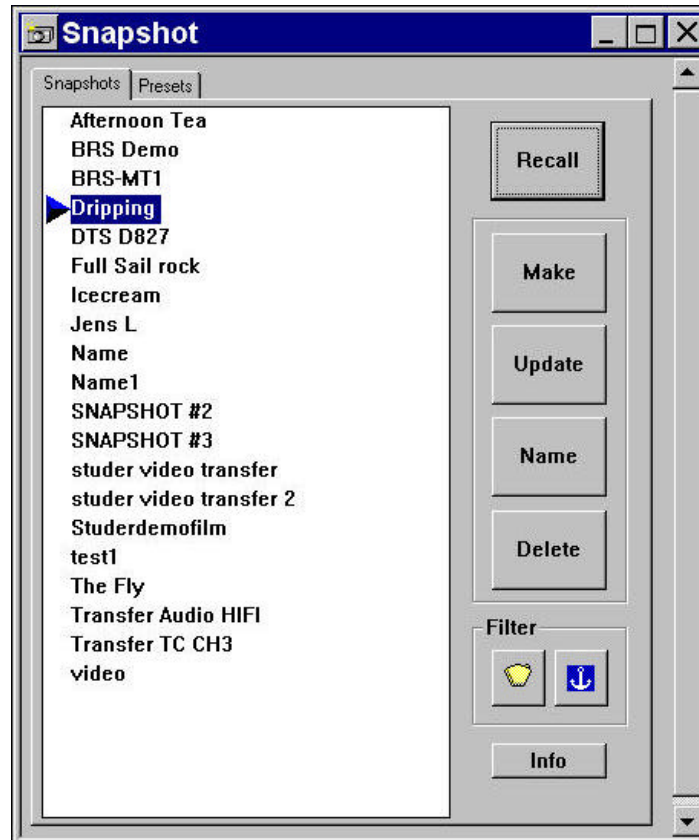 Snapshot
Snapshots Presets
Afternoon Tea
BRS Demo
BRS-MT1
Dripping
DTS D827
Full Sail rock
Icecream
Jens L
Name
Name1
SNAPSHOT #2
SNAPSHOT #3
studer video transfer
studer video transfer 2
Studerdemofilm
test1
The Fly
Transfer Audio HIFI
Transfer TC CH3
video
Recall
Make
Update
Name
Delete
Filter
Info